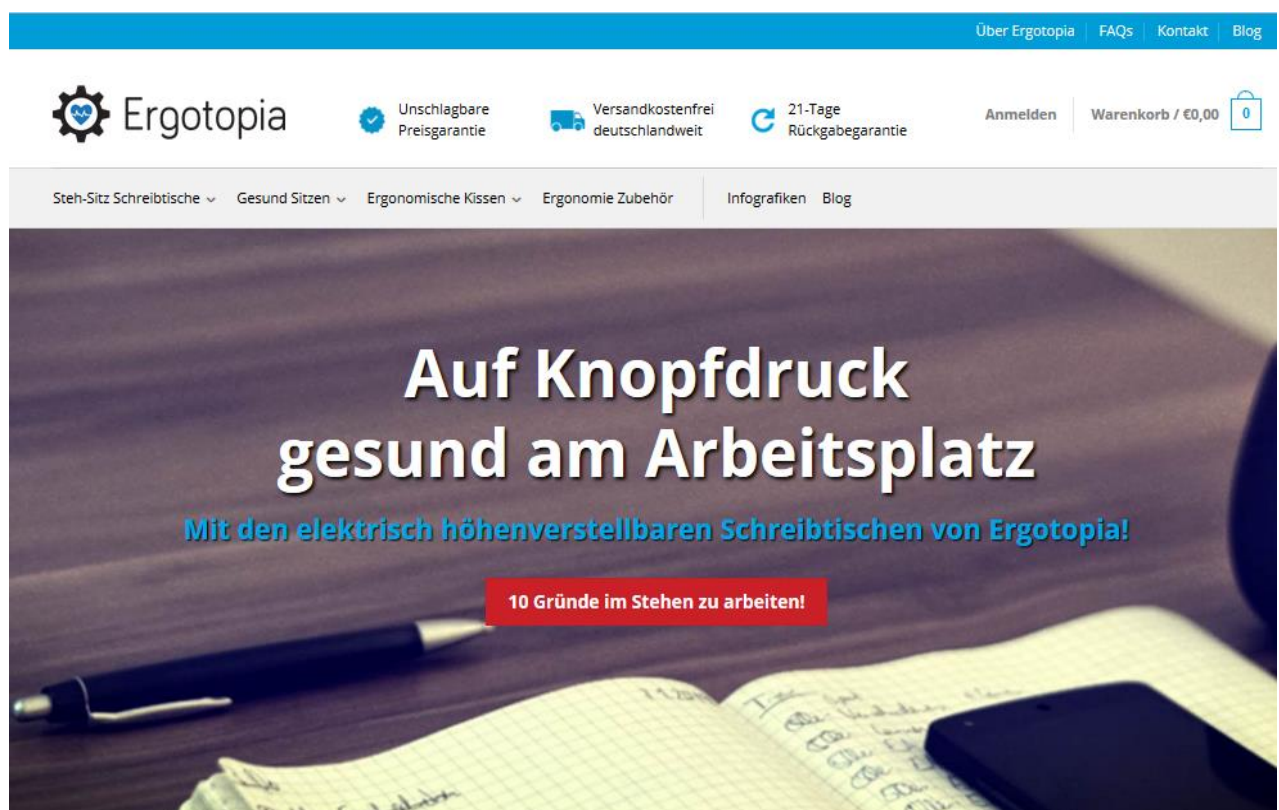 Über Ergotopia FAQs Kontakt Blog
Ergotopia
Unschlagbare
Preisgarantie
Versandkostenfrei
deutschlandweit
21-Tage
Rückgabegarantie
Anmelden
Warenkorb / €0,00
0
Steh-Sitz Schreibtische Gesund Sitzen Ergonomische Kissen Ergonomie Zubehör Infografiken Blog
Auf Knopfdruck
gesund am Arbeitsplatz
Mit den elektrisch höhenverstellbaren Schreibtischen von Ergotopia!
10 Gründe im Stehen zu arbeiten!